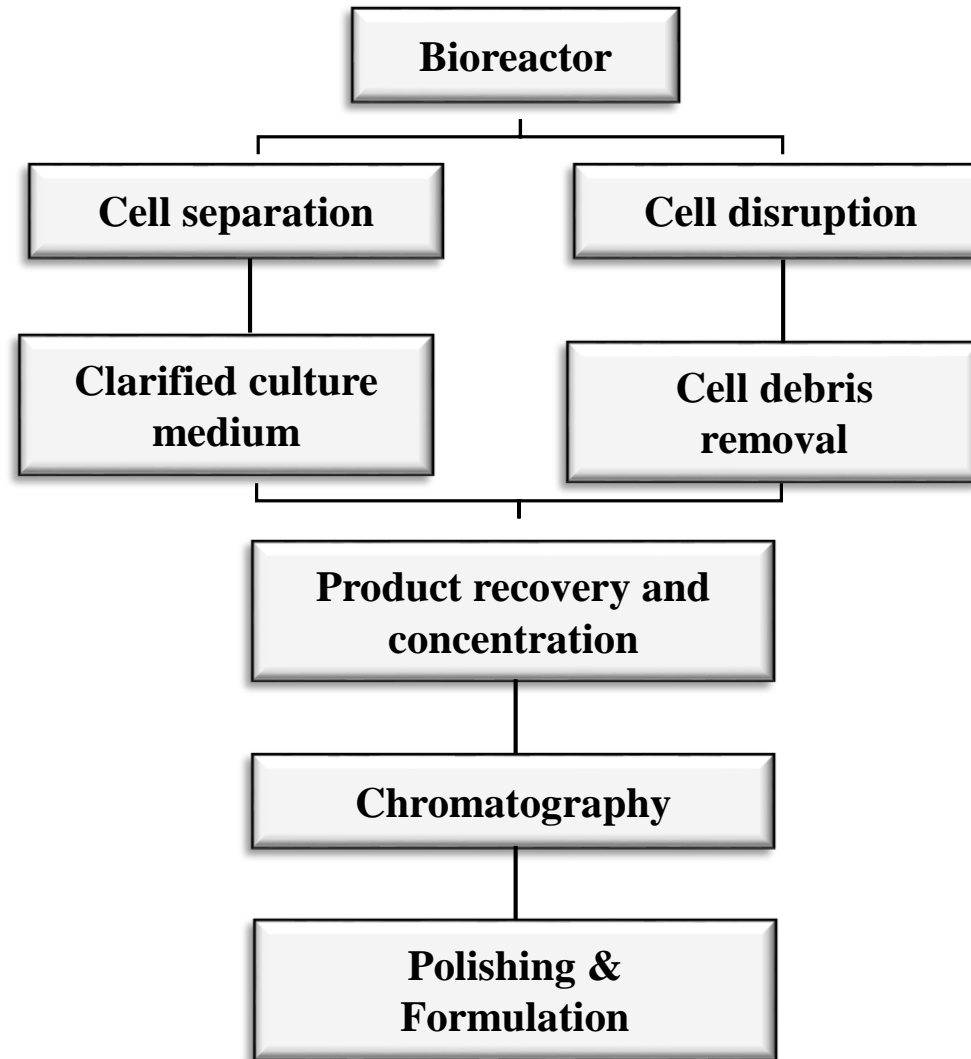 Bioreactor
Cell separation
Cell disruption
Clarified culture
medium
Cell debris
removal
Product recovery and
concentration
Chromatography
Polishing &
Formulation